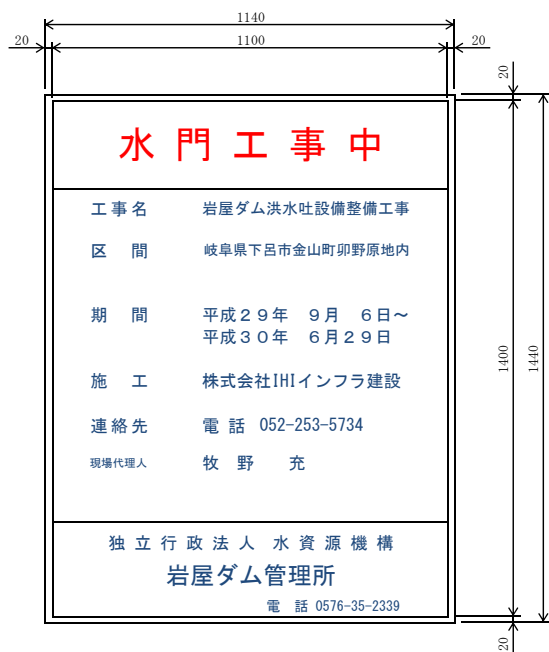 1140
20 1100 20
20
水門工事中
工事名 岩屋ダム洪水吐設備整備工事
区 間 岐阜県下呂市金山町卯野原地内
期 間 平成29年 9月 6日~
平成30年 6月29日
施 工 株式会社IHIインフラ建設
連絡先 電 話 052-253-5734
現場代理人 牧 野 充
独立行政法人 水資源機構
岩屋ダム管理所
電 話 0576-35-2339
1400
1440
20